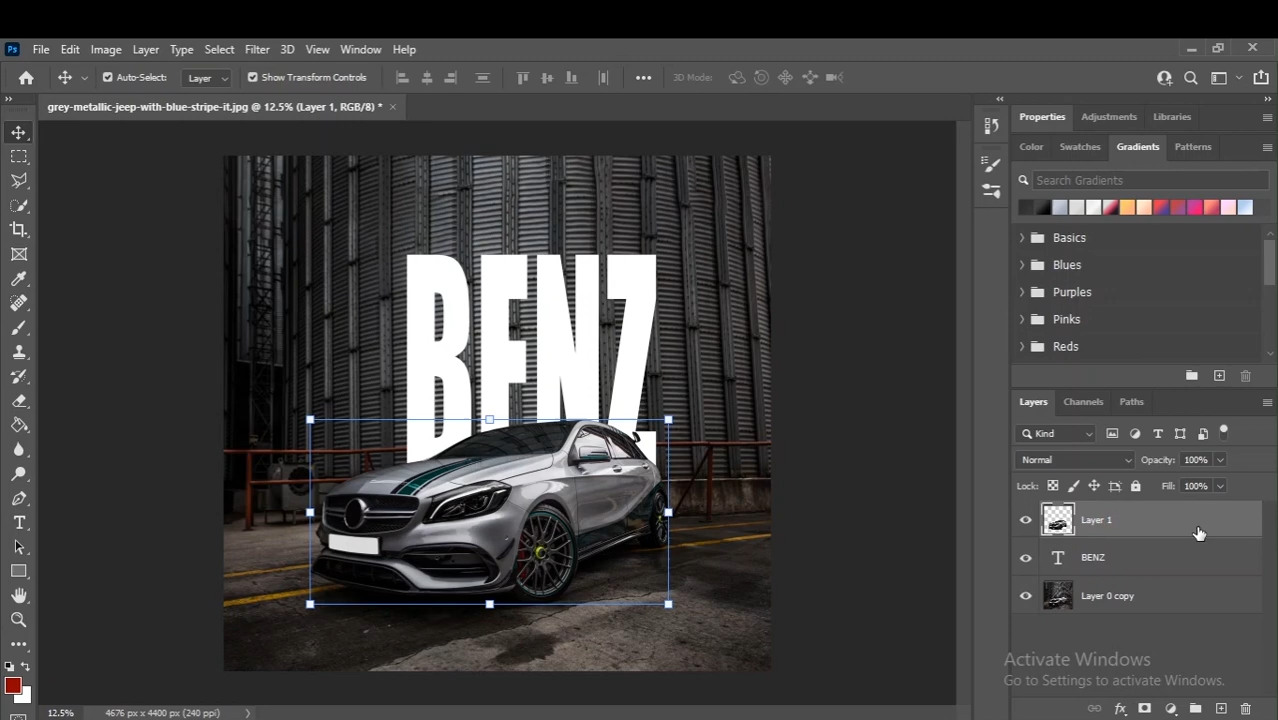 Ps File Edit Image Layer Type Select Filter 3D View Window Help
Auto-Select: Layer Show Transform Controls 3D Mode:
grey-metallic-jeep-with-blue-stripe-it.jpg @ 12.5% (Layer 1, RGB/8) *
Properties Adjustments Libraries
Color Swatches Gradients Patterns
Search Gradients
Basics
Blues
Purples
Pinks
Reds
BENZ
Layers Channels Paths
Kind
Normal Opacity: 100%
Lock: Fill: 100%
Layer 1
T BENZ
Layer 0 copy
Activate Windows
Go to Settings to activate Windows.
12.5% 4676 px x 4400 px (240 ppi)
fx